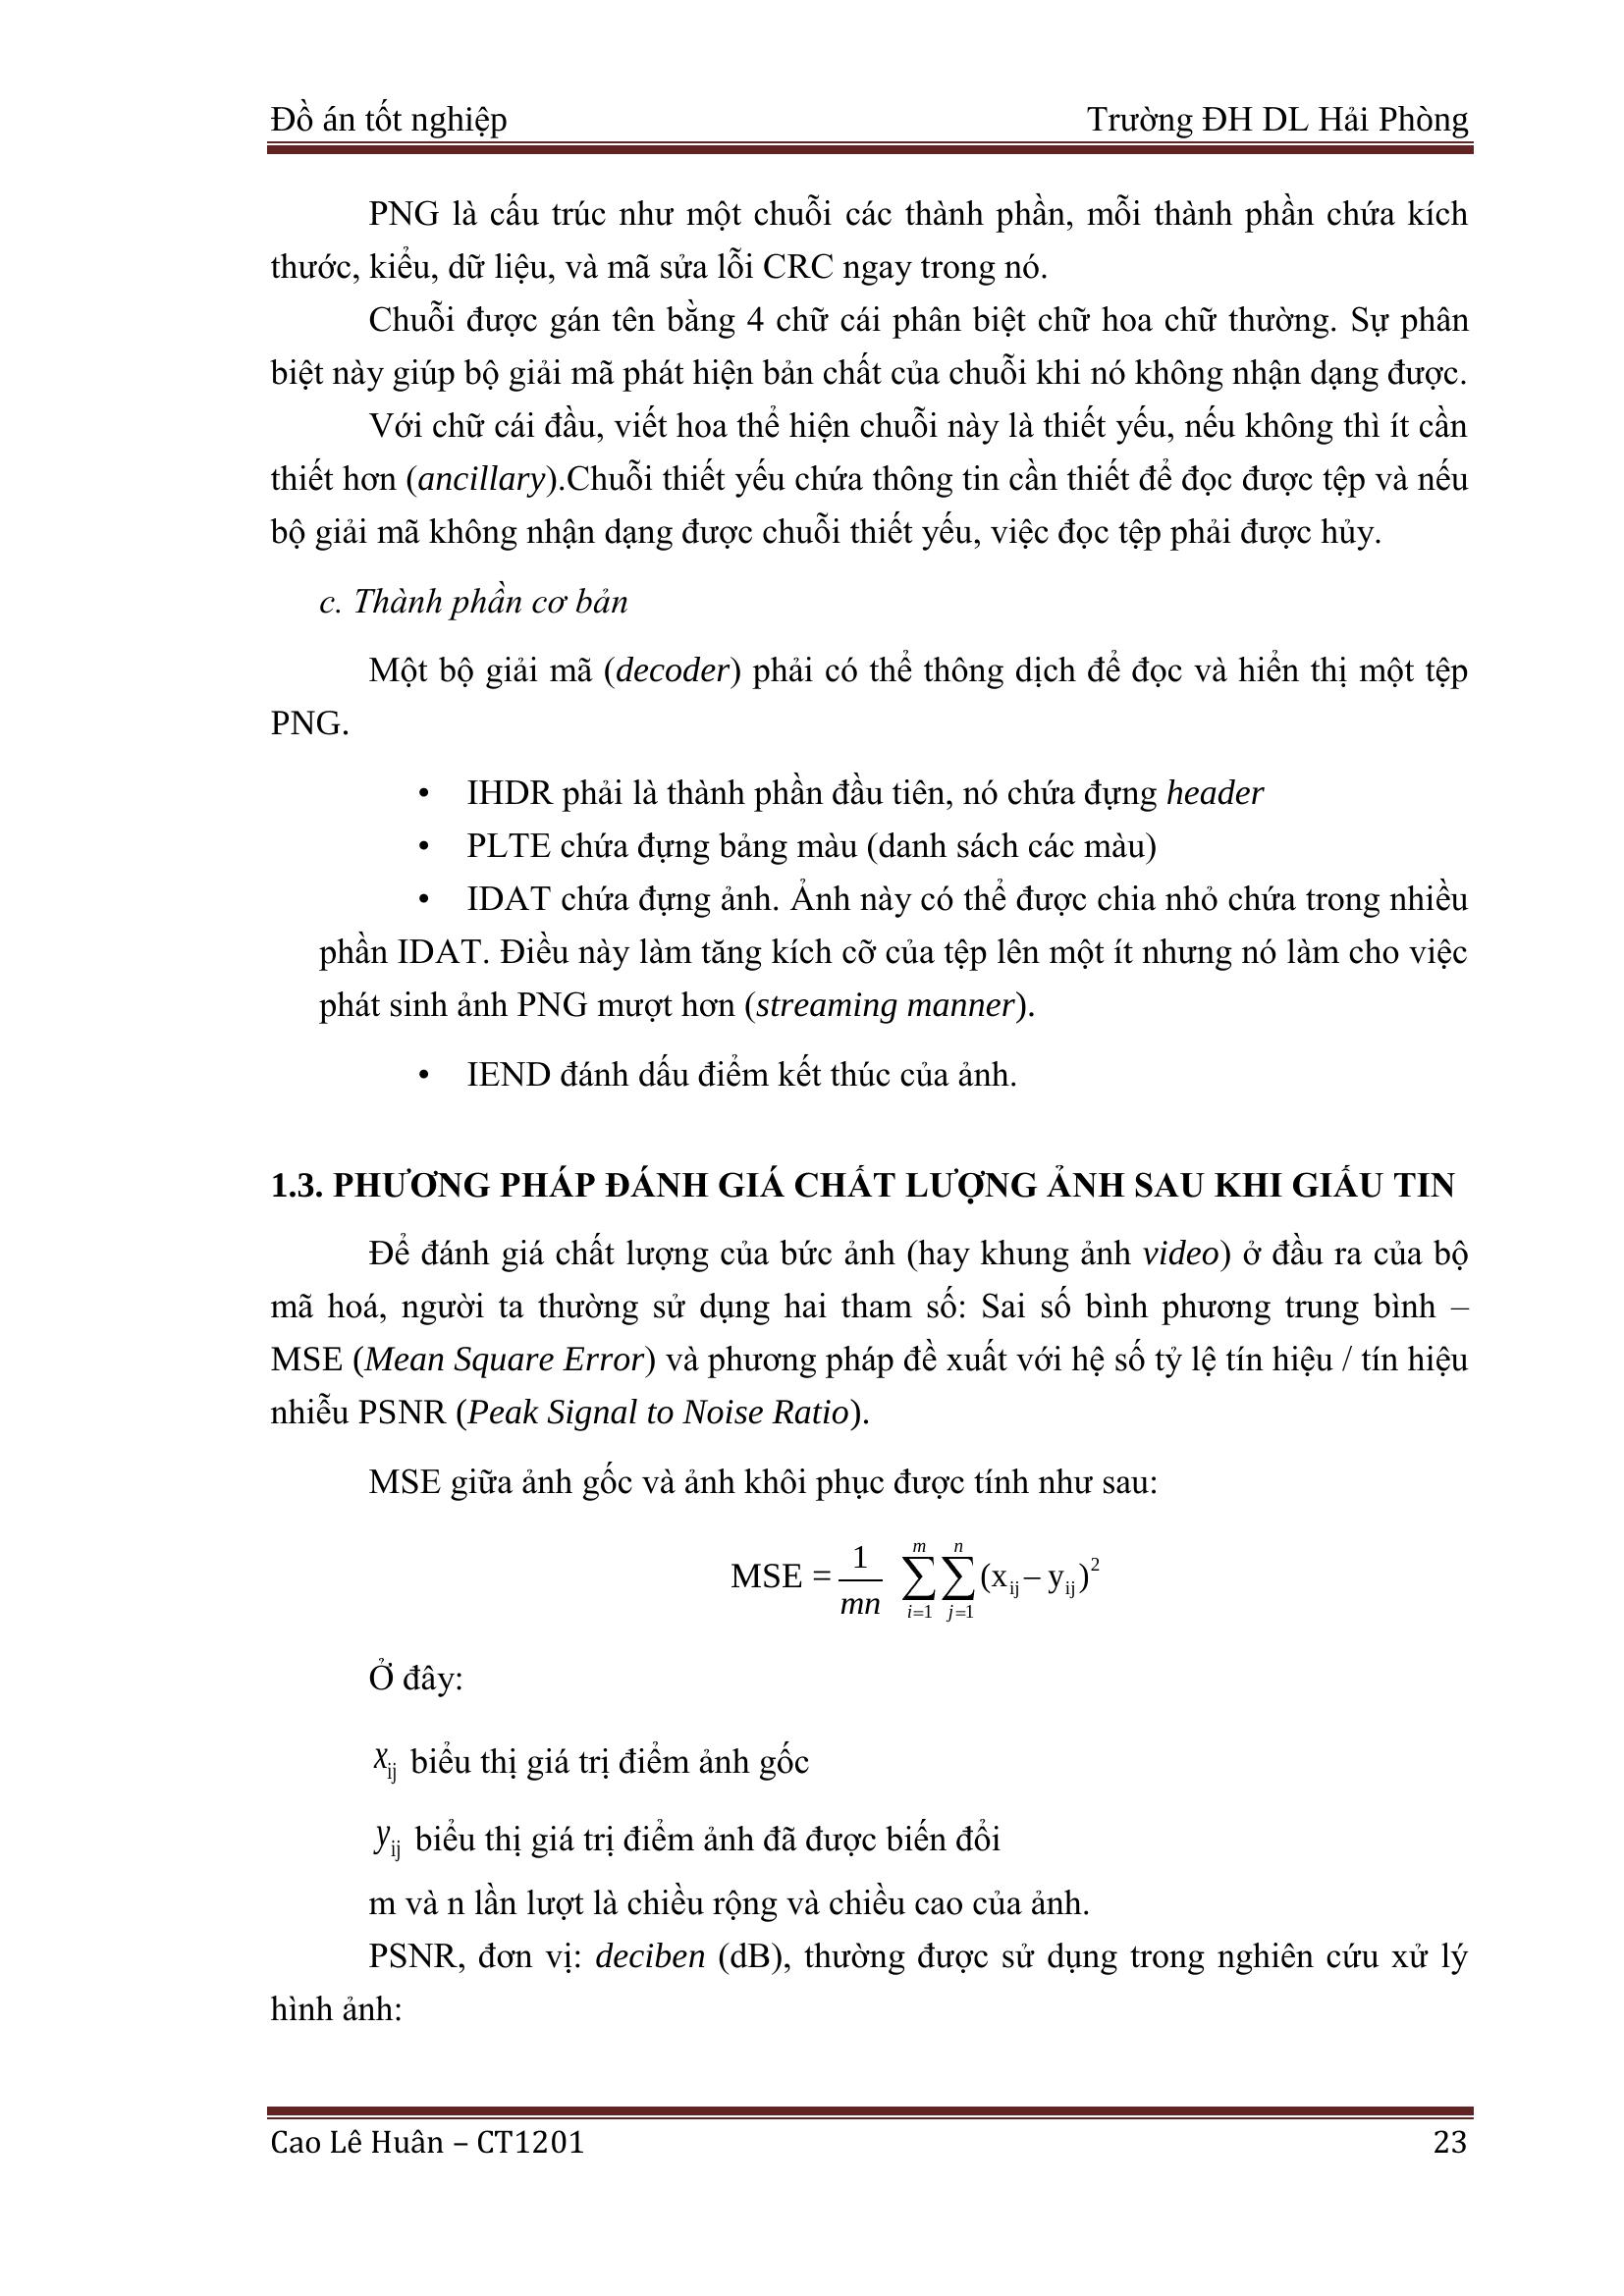 Đồ án tốt nghiệp Trường ĐH DL Hải Phòng
PNG là cấu trúc như một chuỗi các thành phần, mỗi thành phần chứa kích
thước, kiểu, dữ liệu, và mã sửa lỗi CRC ngay trong nó.
Chuỗi được gán tên bằng 4 chữ cái phân biệt chữ hoa chữ thường. Sự phân
biệt này giúp bộ giải mã phát hiện bản chất của chuỗi khi nó không nhận dạng được.
Với chữ cái đầu, viết hoa thể hiện chuỗi này là thiết yếu, nếu không thì ít cần
thiết hơn (ancillary).Chuỗi thiết yếu chứa thông tin cần thiết để đọc được tệp và nếu
bộ giải mã không nhận dạng được chuỗi thiết yếu, việc đọc tệp phải được hủy.
c. Thành phần cơ bản
Một bộ giải mã (decoder) phải có thể thông dịch để đọc và hiển thị một tệp
PNG.
• IHDR phải là thành phần đầu tiên, nó chứa đựng header
• PLTE chứa đựng bảng màu (danh sách các màu)
• IDAT chứa đựng ảnh. Ảnh này có thể được chia nhỏ chứa trong nhiều
phần IDAT. Điều này làm tăng kích cỡ của tệp lên một ít nhưng nó làm cho việc
phát sinh ảnh PNG mượt hơn (streaming manner).
• IEND đánh dấu điểm kết thúc của ảnh.
1.3. PHƯƠNG PHÁP ĐÁNH GIÁ CHẤT LƯỢNG ẢNH SAU KHI GIẤU TIN
Để đánh giá chất lượng của bức ảnh (hay khung ảnh video) ở đầu ra của bộ
mã hoá, người ta thường sử dụng hai tham số: Sai số bình phương trung bình –
MSE (Mean Square Error) và phương pháp đề xuất với hệ số tỷ lệ tín hiệu / tín hiệu
nhiễu PSNR (Peak Signal to Noise Ratio).
MSE giữa ảnh gốc và ảnh khôi phục được tính như sau:
MSE = \frac{1}{mn} \sum_{i=1}^{m} \sum_{j=1}^{n} (x_{ij} – y_{ij})^2
Ở đây:
x_{ij} biểu thị giá trị điểm ảnh gốc
y_{ij} biểu thị giá trị điểm ảnh đã được biến đổi
m và n lần lượt là chiều rộng và chiều cao của ảnh.
PSNR, đơn vị: deciben (dB), thường được sử dụng trong nghiên cứu xử lý
hình ảnh:
Cao Lê Huân – CT1201 23